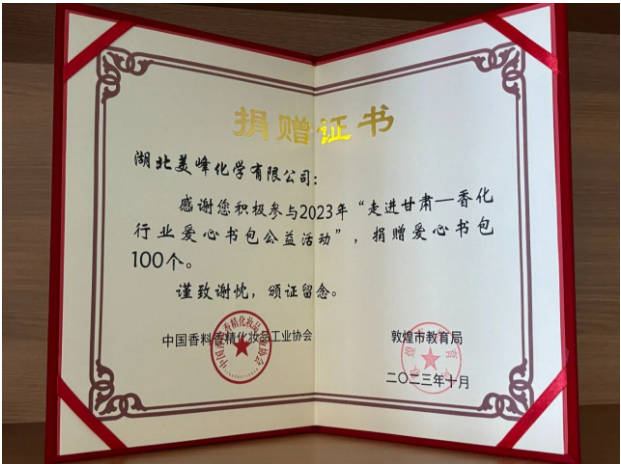 捐赠证书
湖北美峰化学有限公司：
感谢您积极参与2023年“走进甘肃—香化
行业爱心书包公益活动”，捐赠爱心书包
100个。
谨致谢忱，颁证留念。
中国香料香精化妆品工业协会
敦煌市教育局
二〇二三年十月